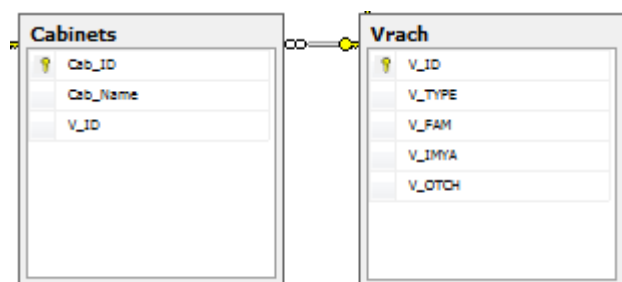 Cabinets
Cab_ID
Cab_Name
V_ID
Vrach
V_ID
V_TYPE
V_FAM
V_IMYA
V_OTCH